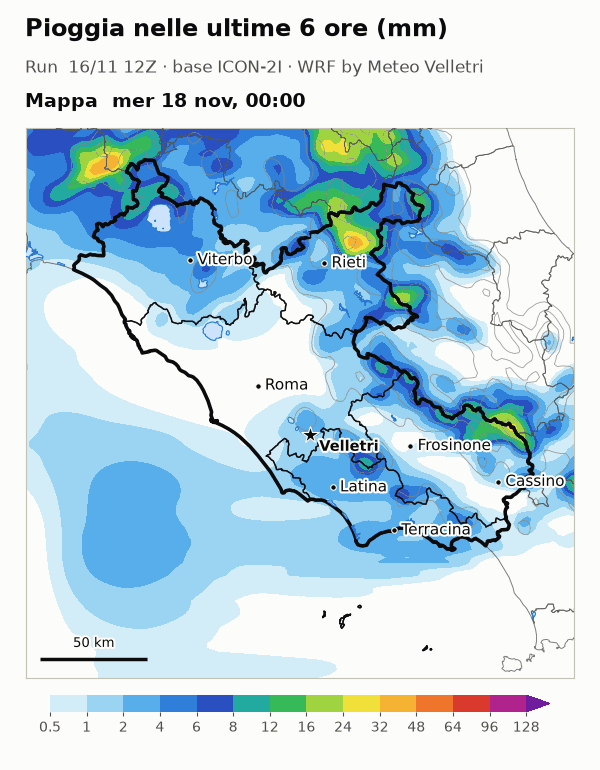 Pioggia nelle ultime 6 ore (mm)
Run  16/11 12Z · base ICON-2I · WRF by Meteo Velletri
Mappa  mer 18 nov, 00:00
Viterbo
Rieti
Roma
Velletri
Frosinone
Cassino
Latina
Terracina
50 km
0.5 1 2 4 6 8 12 16 24 32 48 64 96 128